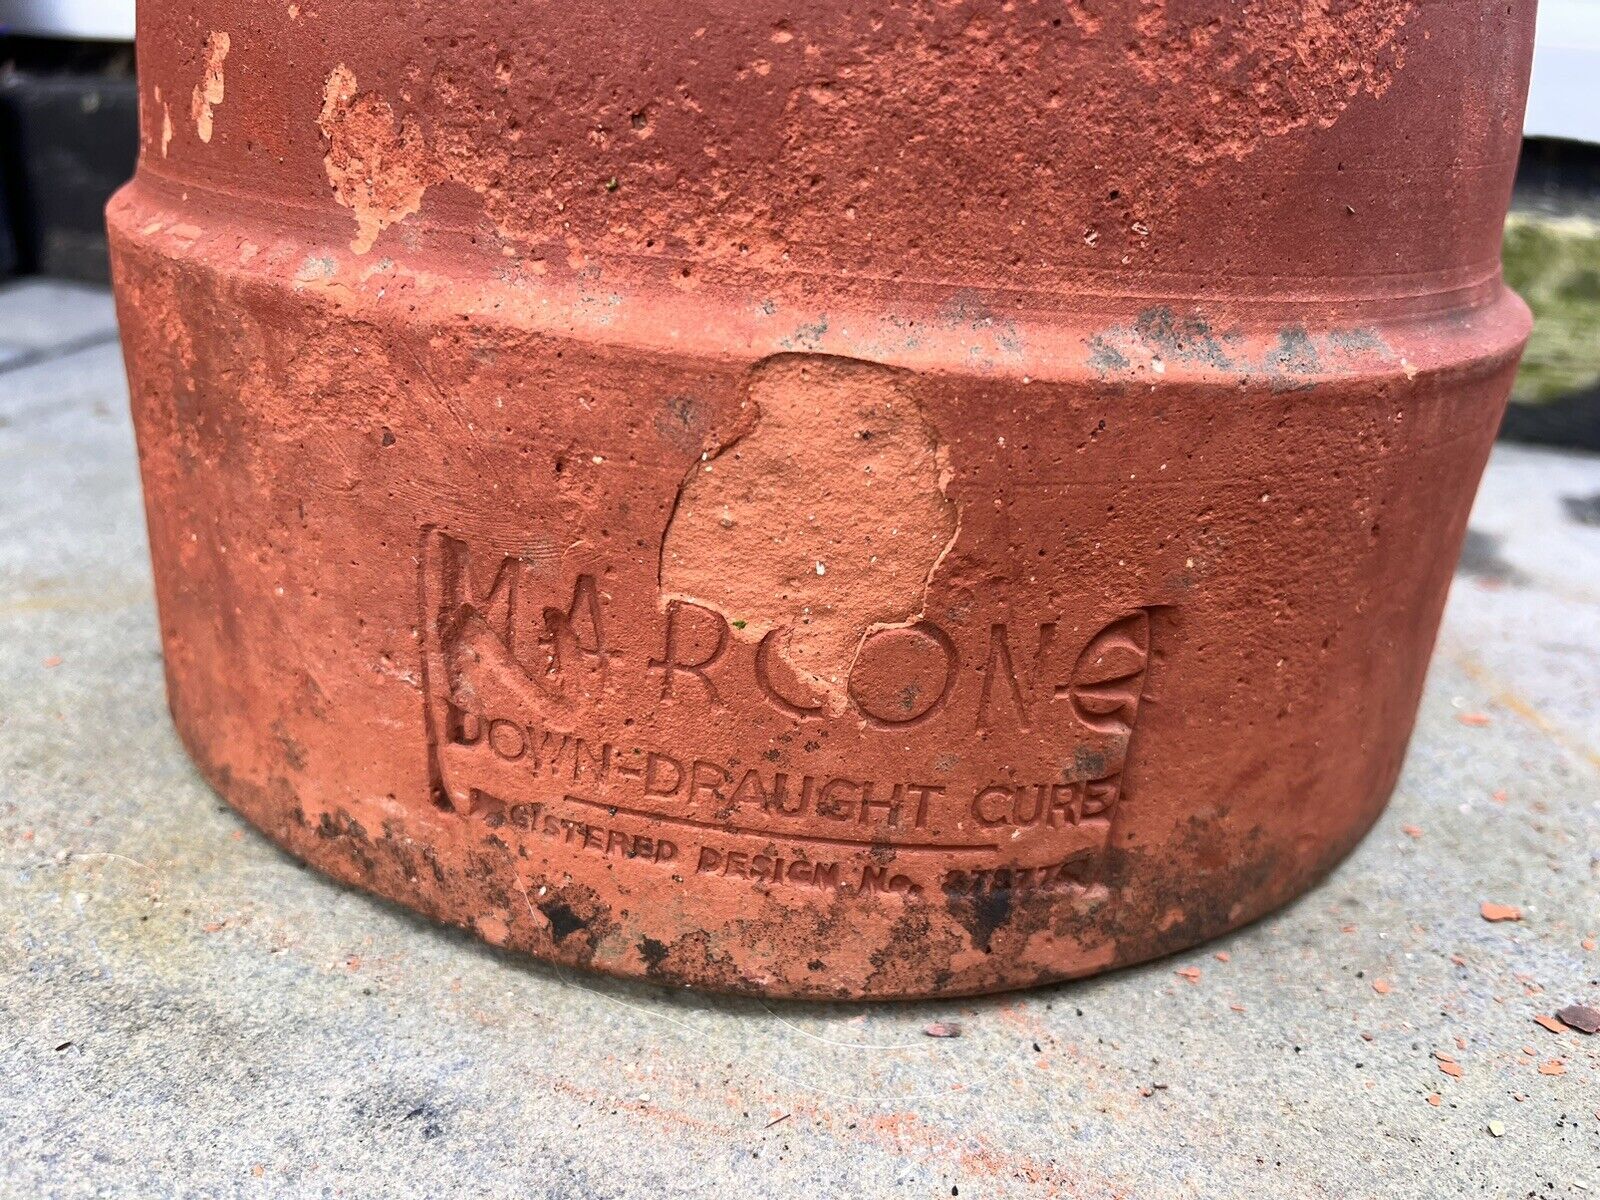 MARCONE
DOWN-DRAUGHT CURE
REGISTERED DESIGN No.